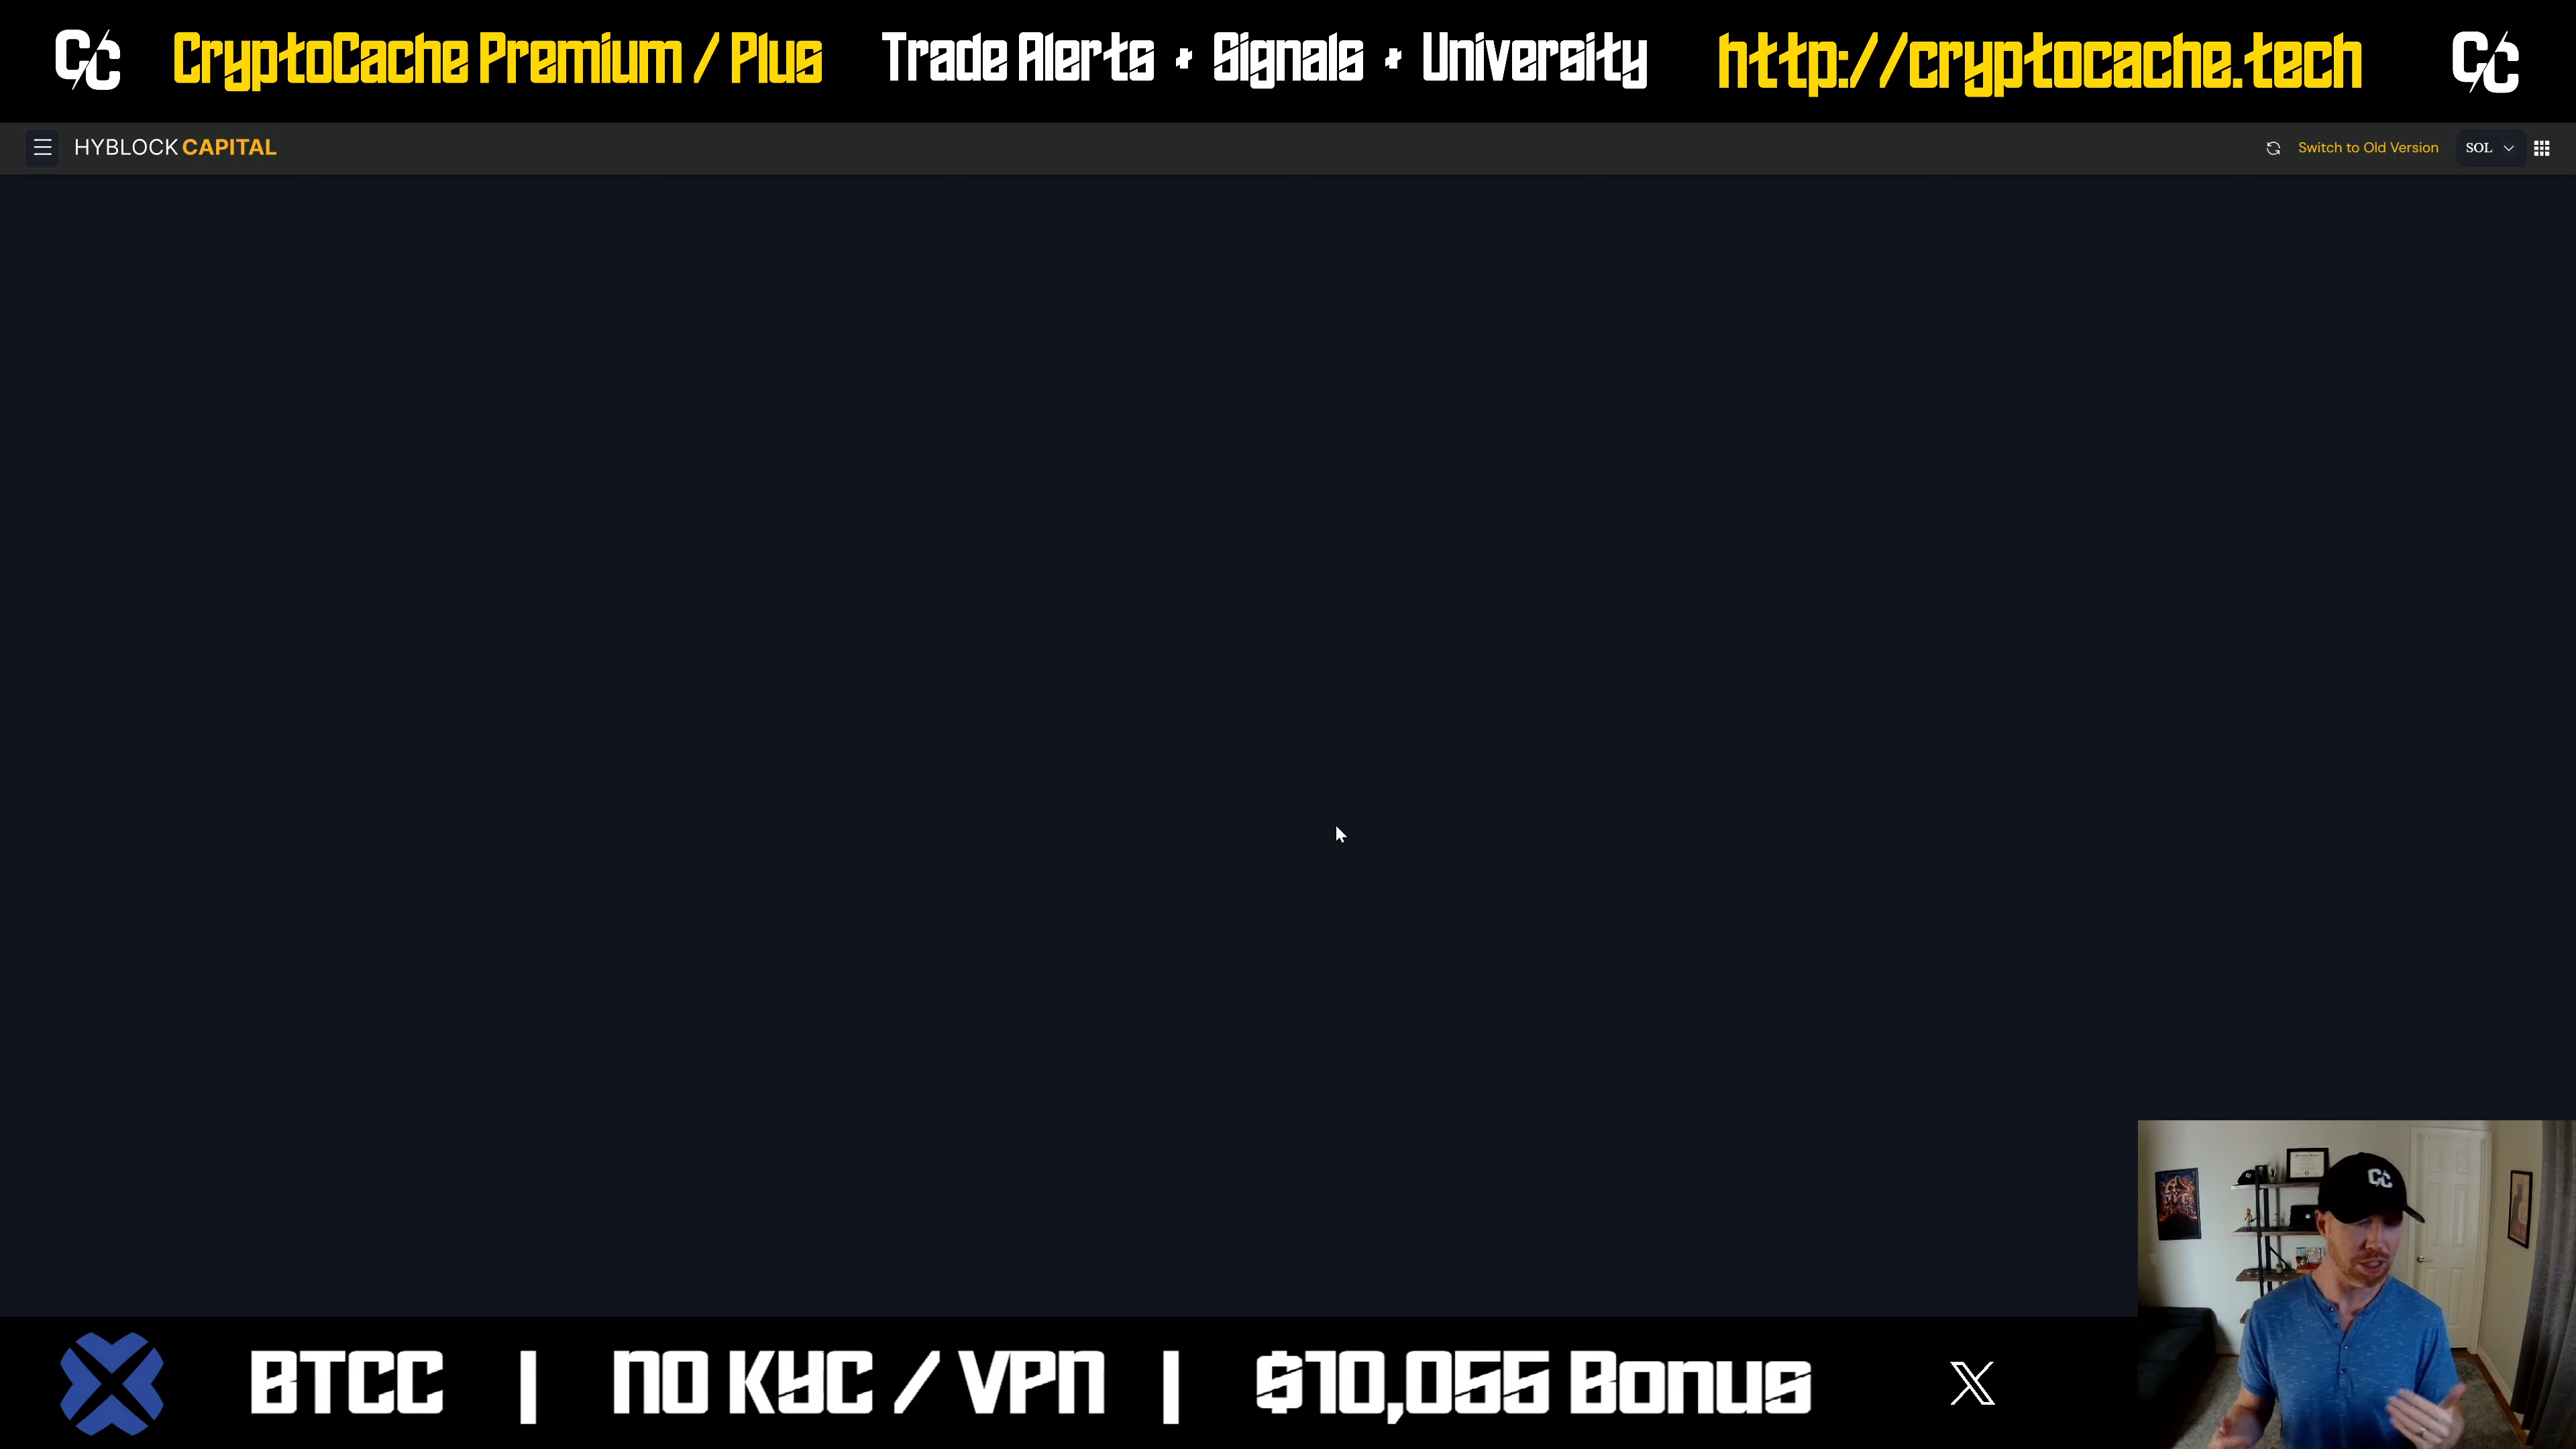 CC CryptoCache Premium / Plus Trade Alerts + Signals + University http://cryptocache.tech CC
HYBLOCK CAPITAL Switch to Old Version SOL
CC
BTCC | NO KYC / VPN | $10,055 Bonus X